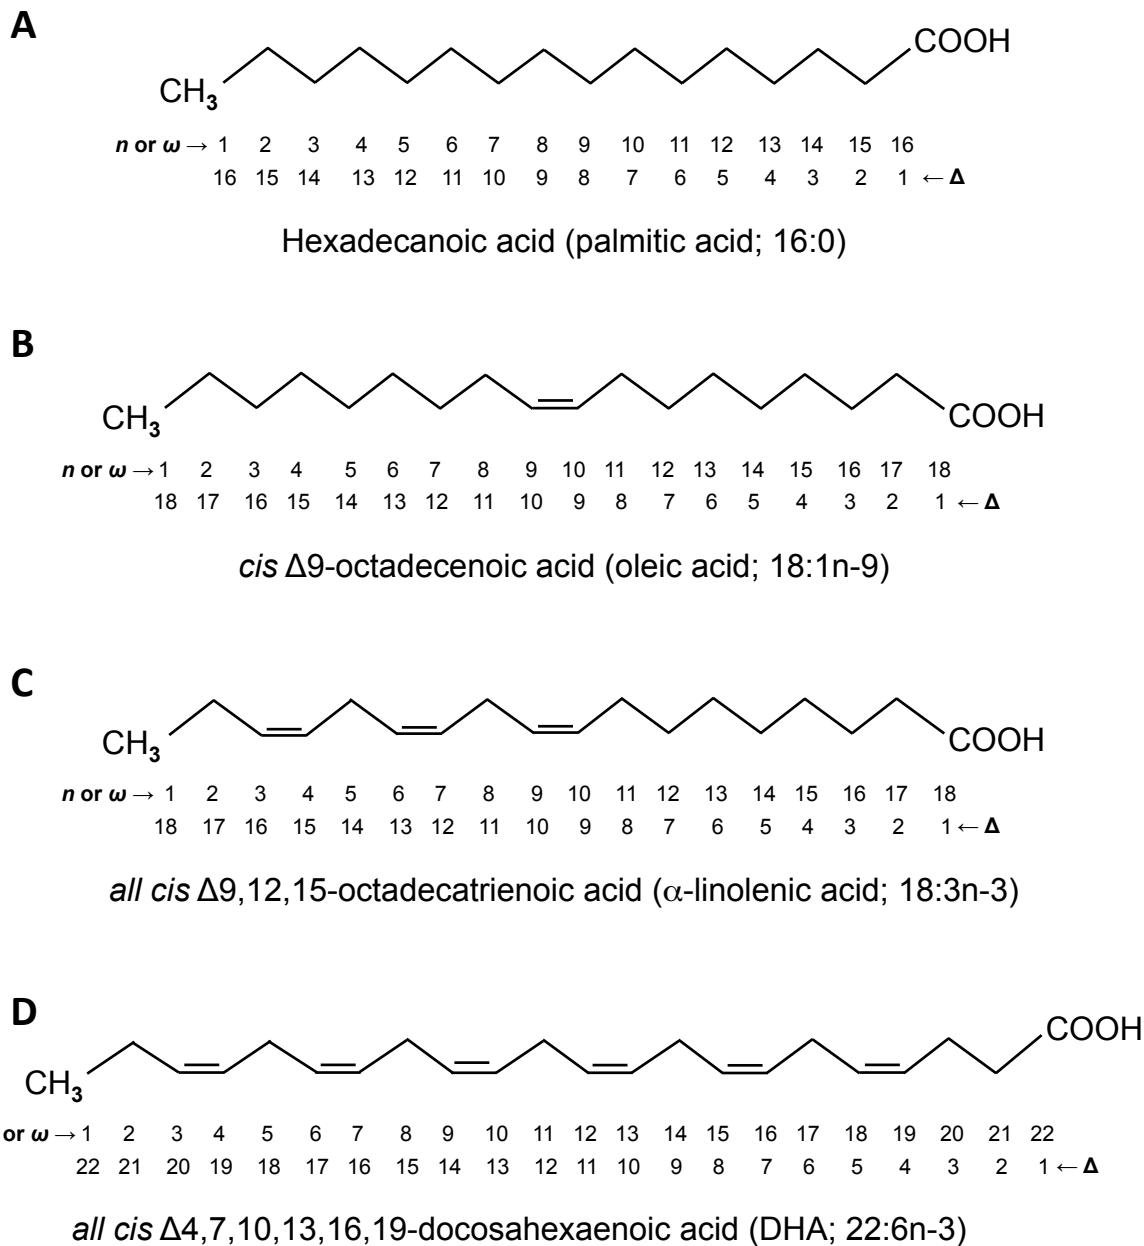 A
COOH
CH3
n or ω → 1 2 3 4 5 6 7 8 9 10 11 12 13 14 15 16
16 15 14 13 12 11 10 9 8 7 6 5 4 3 2 1 ← Δ
Hexadecanoic acid (palmitic acid; 16:0)
B
CH3
COOH
n or ω → 1 2 3 4 5 6 7 8 9 10 11 12 13 14 15 16 17 18
18 17 16 15 14 13 12 11 10 9 8 7 6 5 4 3 2 1 ← Δ
cis Δ9-octadecenoic acid (oleic acid; 18:1n-9)
C
CH3
COOH
n or ω → 1 2 3 4 5 6 7 8 9 10 11 12 13 14 15 16 17 18
18 17 16 15 14 13 12 11 10 9 8 7 6 5 4 3 2 1 ← Δ
all cis Δ9,12,15-octadecatrienoic acid (α-linolenic acid; 18:3n-3)
D
COOH
CH3
or ω → 1 2 3 4 5 6 7 8 9 10 11 12 13 14 15 16 17 18 19 20 21 22
22 21 20 19 18 17 16 15 14 13 12 11 10 9 8 7 6 5 4 3 2 1 ← Δ
all cis Δ4,7,10,13,16,19-docosahexaenoic acid (DHA; 22:6n-3)